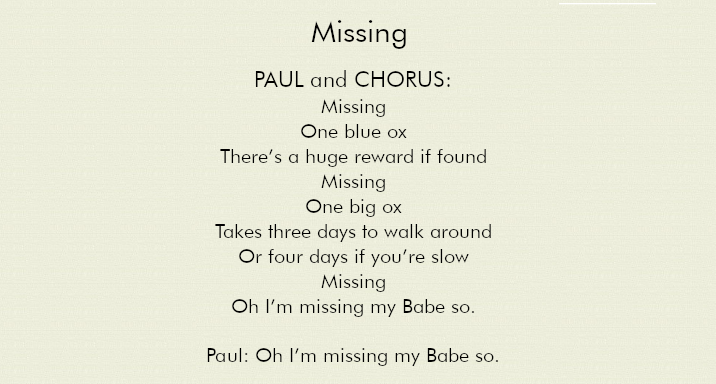 Missing
PAUL and CHORUS:
Missing
One blue ox
There’s a huge reward if found
Missing
One big ox
Takes three days to walk around
Or four days if you’re slow
Missing
Oh I’m missing my Babe so.
Paul: Oh I’m missing my Babe so.